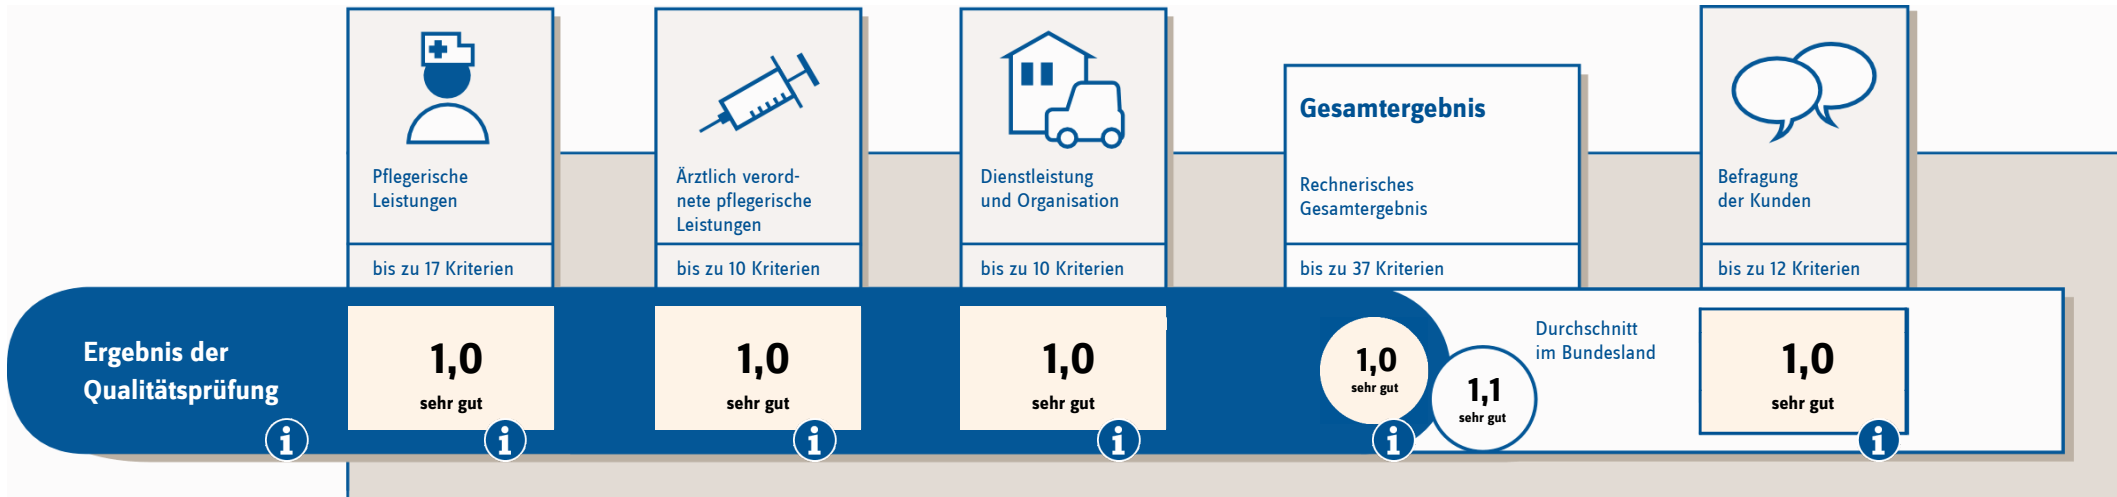 Pflegerische
Leistungen
bis zu 17 Kriterien
Ärztlich verord-
nete pflegerische
Leistungen
bis zu 10 Kriterien
Dienstleistung
und Organisation
bis zu 10 Kriterien
Gesamtergebnis
Rechnerisches
Gesamtergebnis
bis zu 37 Kriterien
Befragung
der Kunden
bis zu 12 Kriterien
Ergebnis der
Qualitätsprüfung
i
1,0
sehr gut
i
1,0
sehr gut
i
1,0
sehr gut
i
1,0
sehr gut
i
1,1
sehr gut
Durchschnitt
im Bundesland
1,0
sehr gut
i